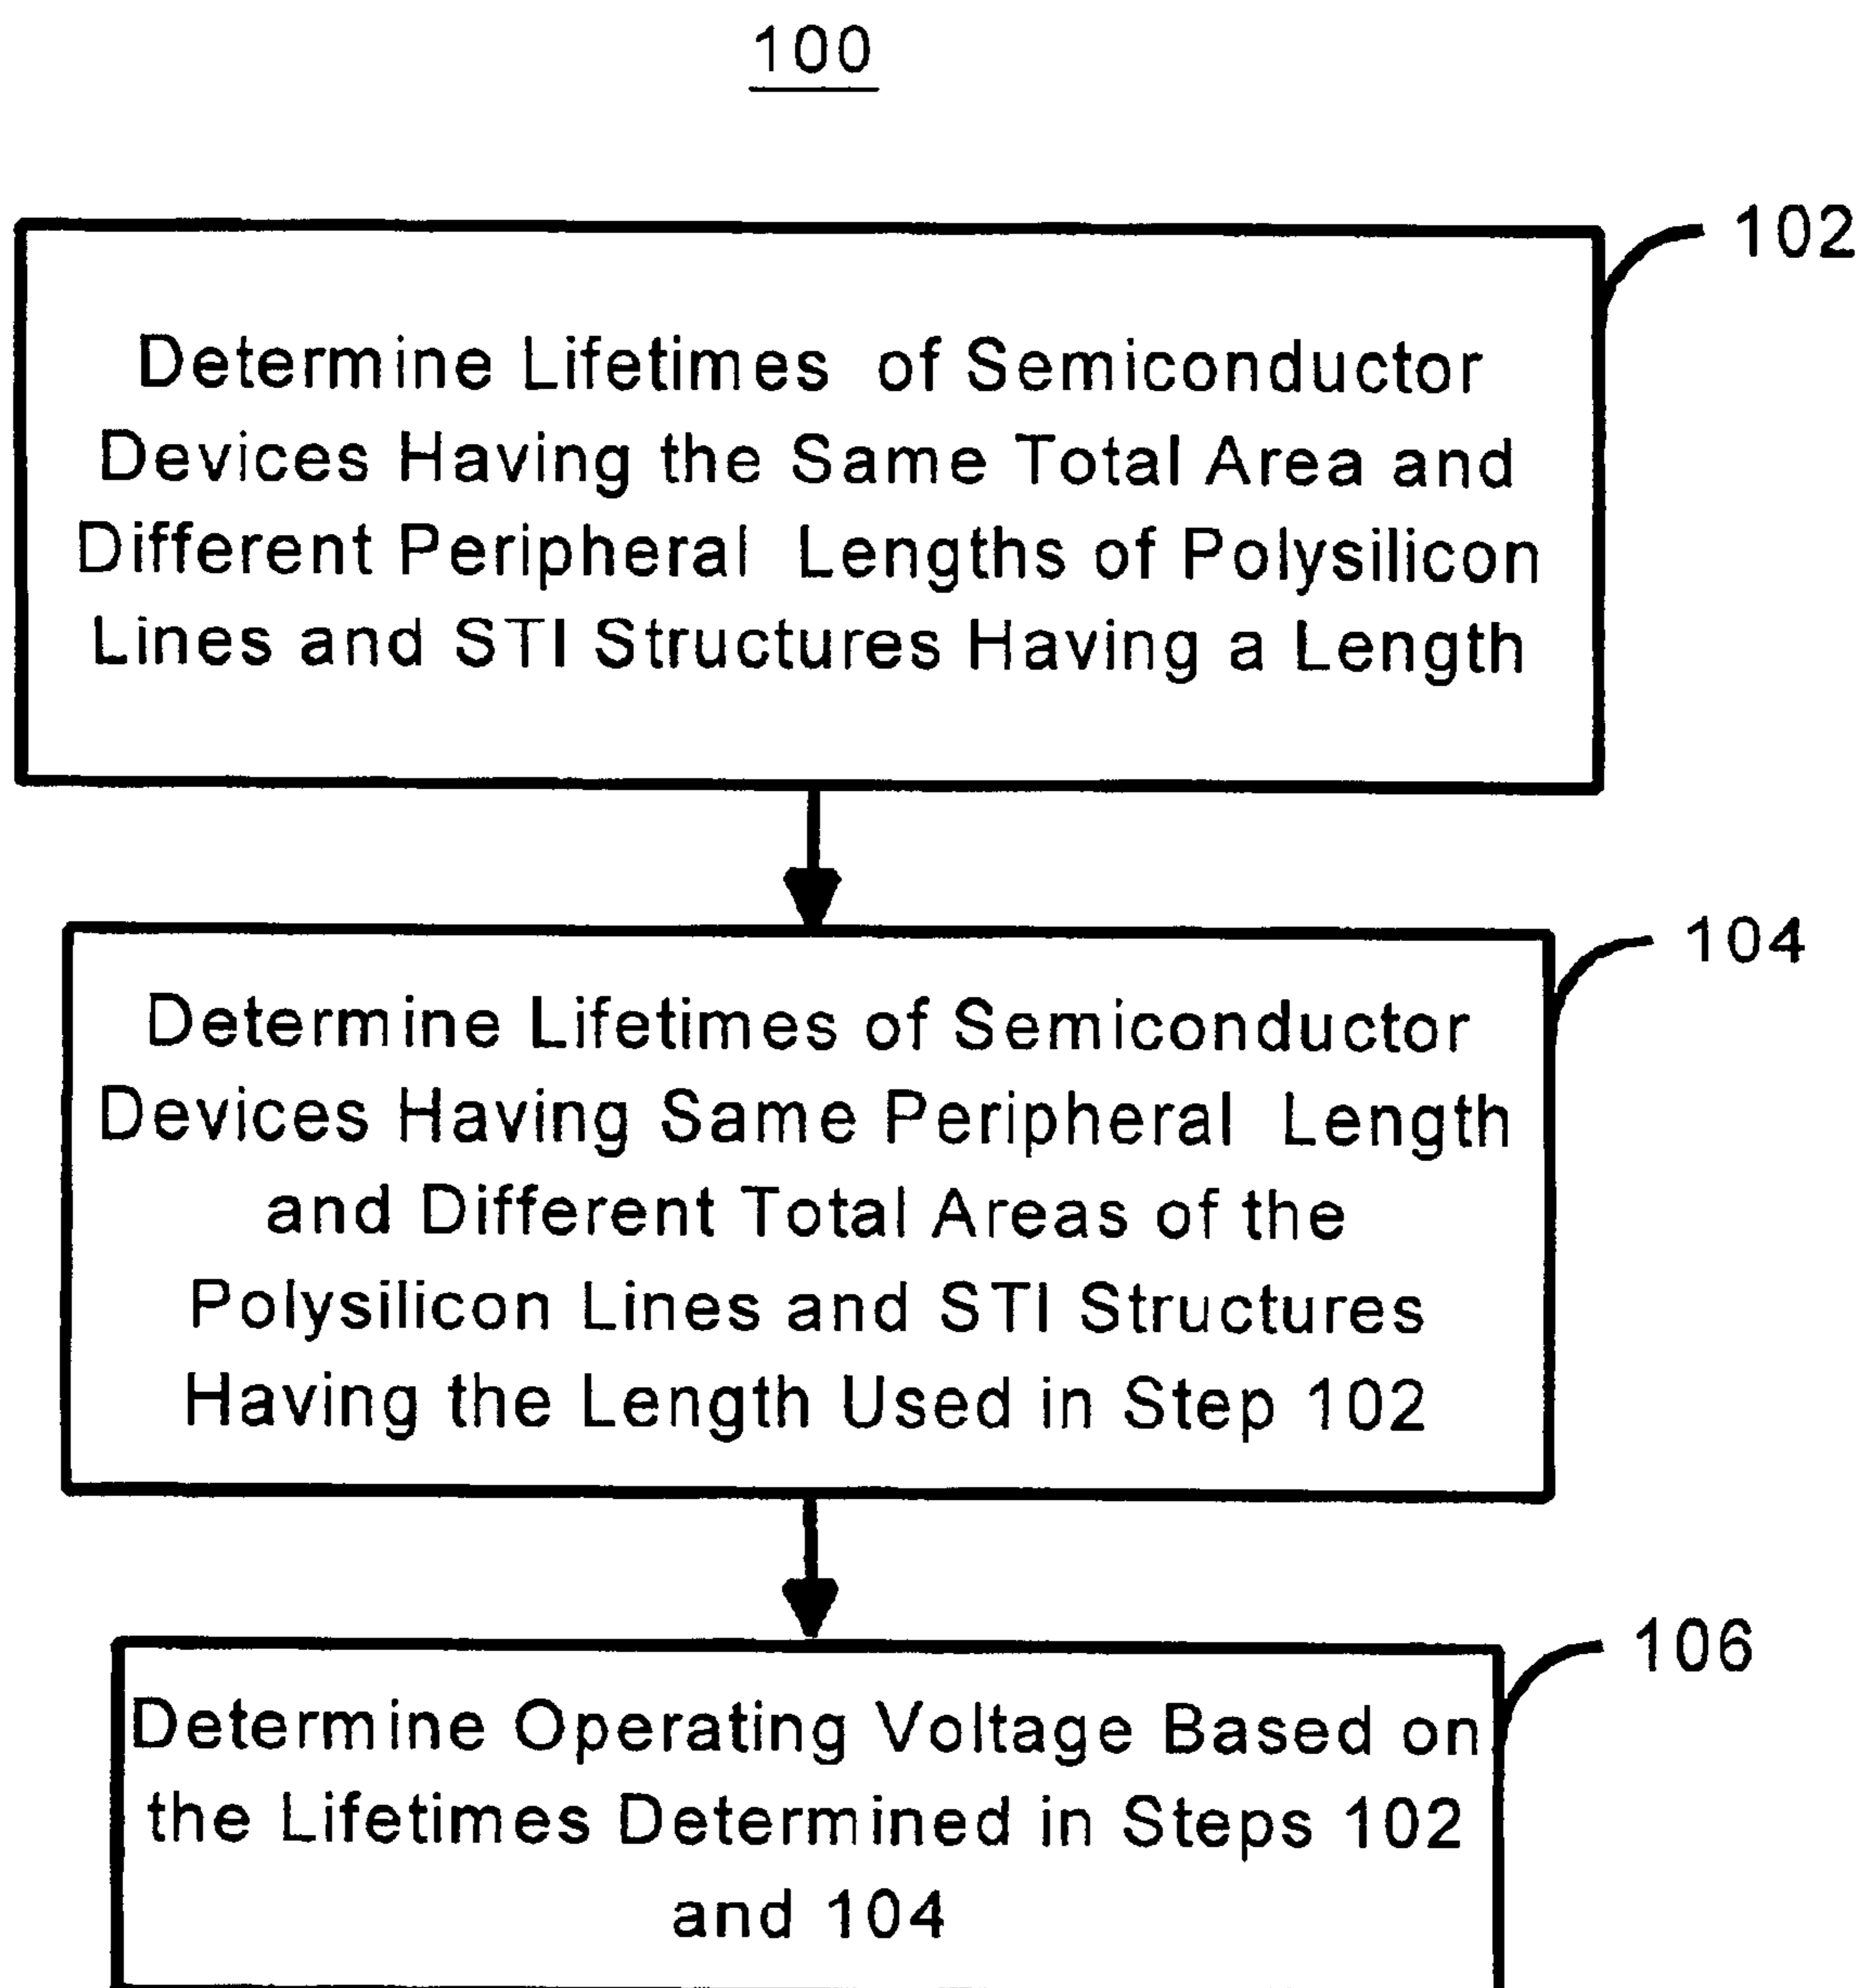 100
102
Determine Lifetimes of Semiconductor
Devices Having the Same Total Area and
Different Peripheral Lengths of Polysilicon
Lines and STI Structures Having a Length
104
Determine Lifetimes of Semiconductor
Devices Having Same Peripheral Length
and Different Total Areas of the
Polysilicon Lines and STI Structures
Having the Length Used in Step 102
106
Determine Operating Voltage Based on
the Lifetimes Determined in Steps 102
and 104